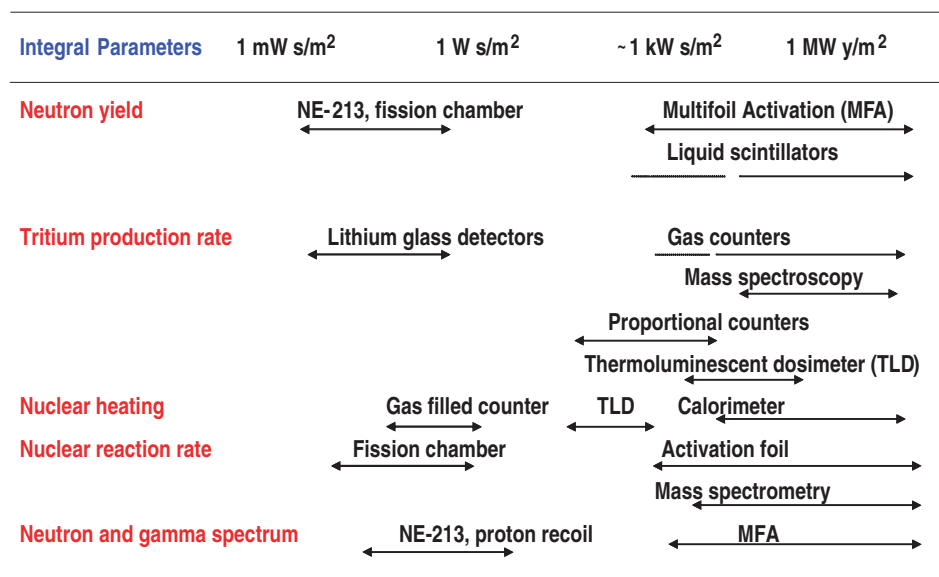 Integral Parameters 1 mW s/m² 1 W s/m² ~1 kW s/m² 1 MW y/m²
Neutron yield NE-213, fission chamber Multifoil Activation (MFA)
Liquid scintillators
Tritium production rate Lithium glass detectors Gas counters
Mass spectroscopy
Proportional counters
Thermoluminescent dosimeter (TLD)
Nuclear heating Gas filled counter TLD Calorimeter
Nuclear reaction rate Fission chamber Activation foil
Mass spectrometry
Neutron and gamma spectrum NE-213, proton recoil MFA